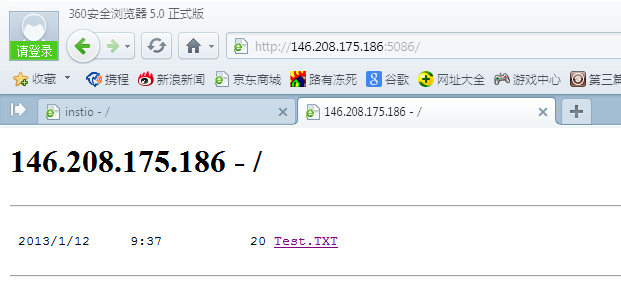 360安全浏览器 5.0 正式版
请登录
http://146.208.175.186:5086/
收藏 携程 新浪新闻 京东商城 路有冻死 谷歌 网址大全 游戏中心 第三篇
instio - / 146.208.175.186 - /
146.208.175.186 - /
2013/1/12 9:37 20 Test.TXT